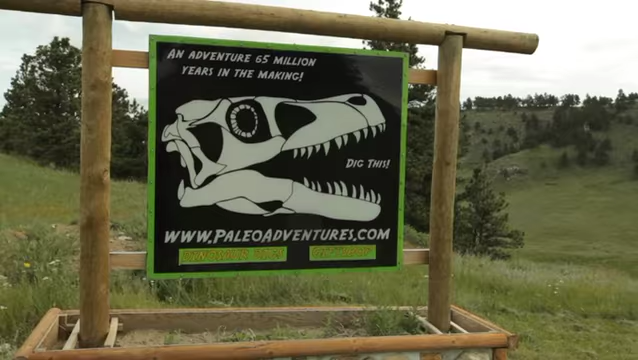 AN ADVENTURE 65 MILLION
YEARS IN THE MAKING!
DIG THIS!
WWW.PALEOADVENTURES.COM